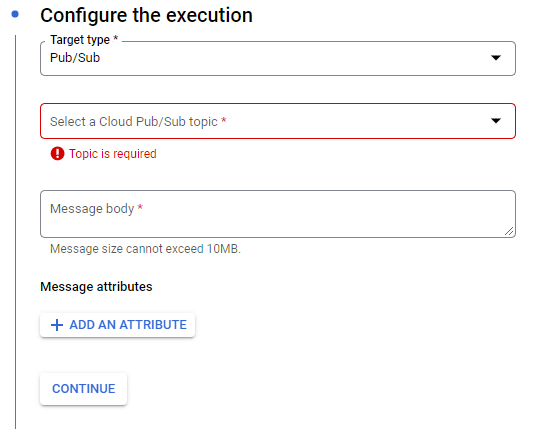 Configure the execution
Target type *
Pub/Sub
Select a Cloud Pub/Sub topic *
Topic is required
Message body *
Message size cannot exceed 10MB.
Message attributes
ADD AN ATTRIBUTE
CONTINUE